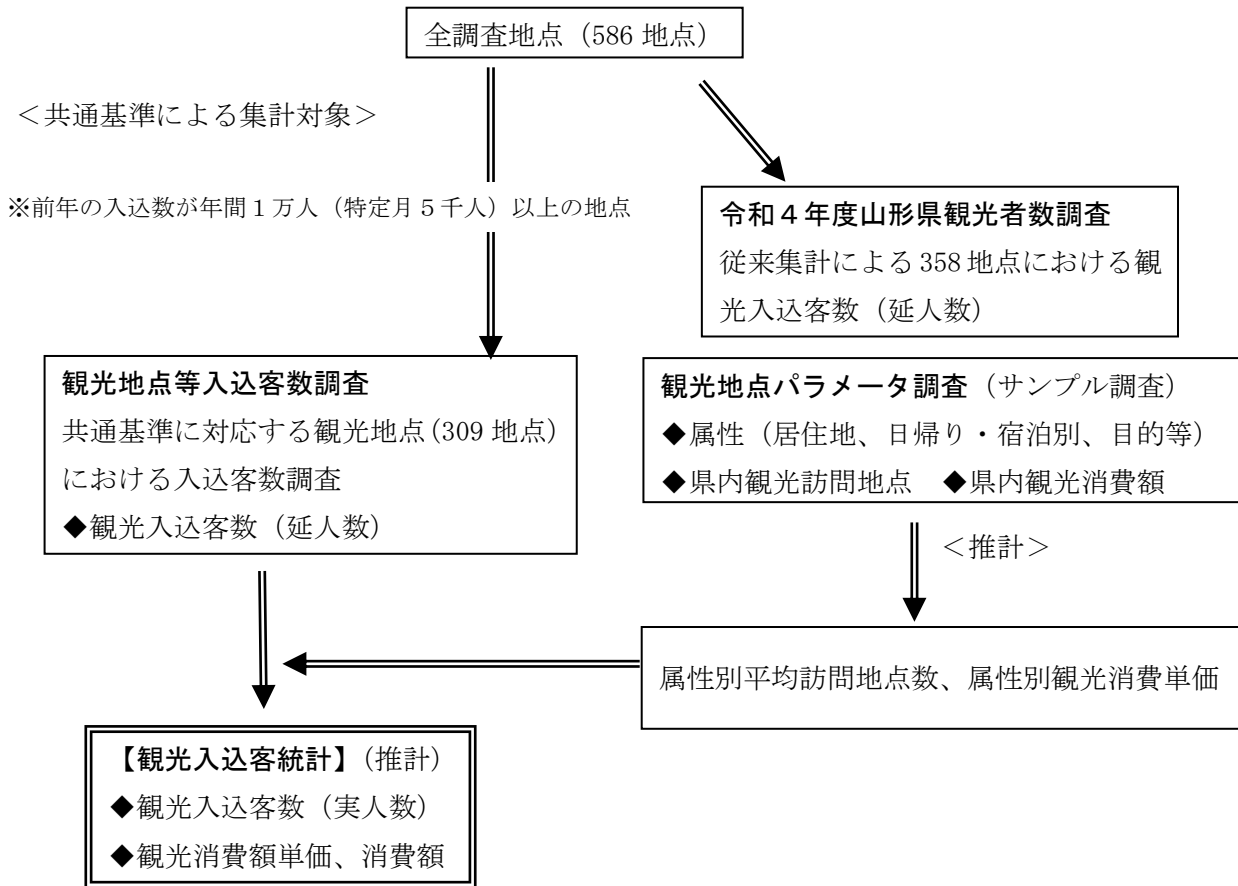 全調査地点（586 地点）
＜共通基準による集計対象＞
※前年の入込数が年間１万人（特定月５千人）以上の地点
令和４年度山形県観光者数調査
従来集計による 358 地点における観
光入込客数（延人数）
観光地点等入込客数調査
共通基準に対応する観光地点(309 地点)
における入込客数調査
◆観光入込客数（延人数）
観光地点パラメータ調査（サンプル調査）
◆属性（居住地、日帰り・宿泊別、目的等）
◆県内観光訪問地点　◆県内観光消費額
＜推計＞
属性別平均訪問地点数、属性別観光消費単価
【観光入込客統計】（推計）
◆観光入込客数（実人数）
◆観光消費額単価、消費額